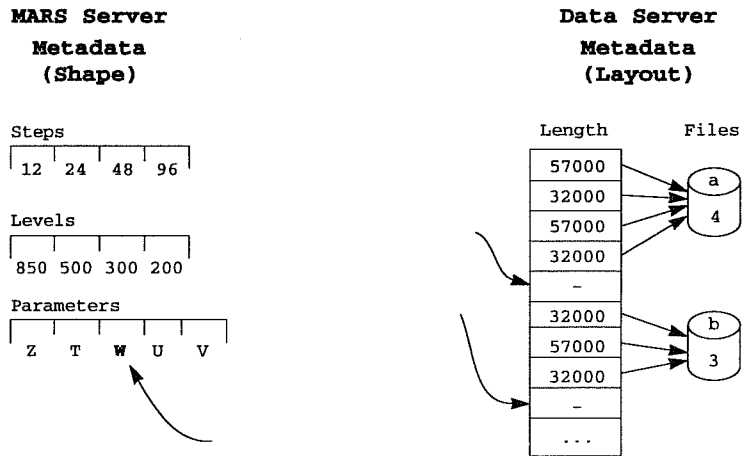 MARS Server
Metadata
(Shape)
Steps
12 24 48 96
Levels
850 500 300 200
Parameters
Z T W U V
Data Server
Metadata
(Layout)
Length Files
57000
32000
57000
32000
–
32000
57000
32000
–
...
a
4
b
3